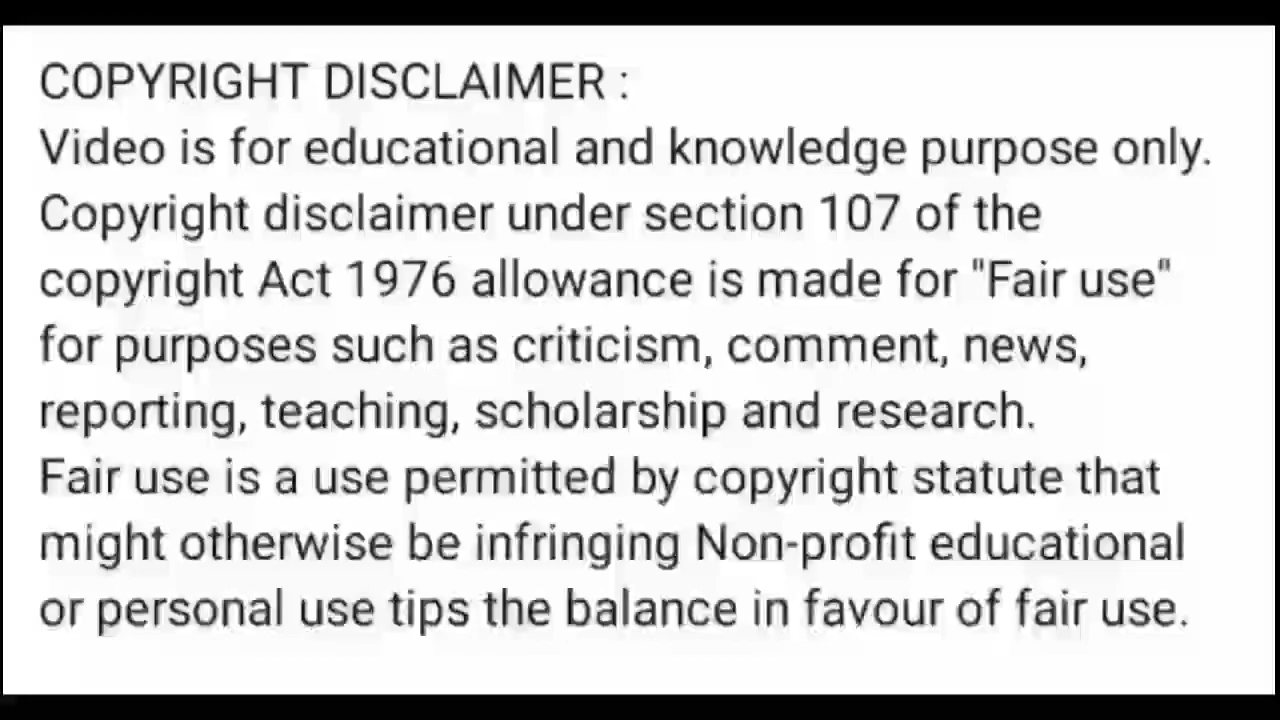 COPYRIGHT DISCLAIMER :
Video is for educational and knowledge purpose only.
Copyright disclaimer under section 107 of the
copyright Act 1976 allowance is made for "Fair use"
for purposes such as criticism, comment, news,
reporting, teaching, scholarship and research.
Fair use is a use permitted by copyright statute that
might otherwise be infringing Non-profit educational
or personal use tips the balance in favour of fair use.